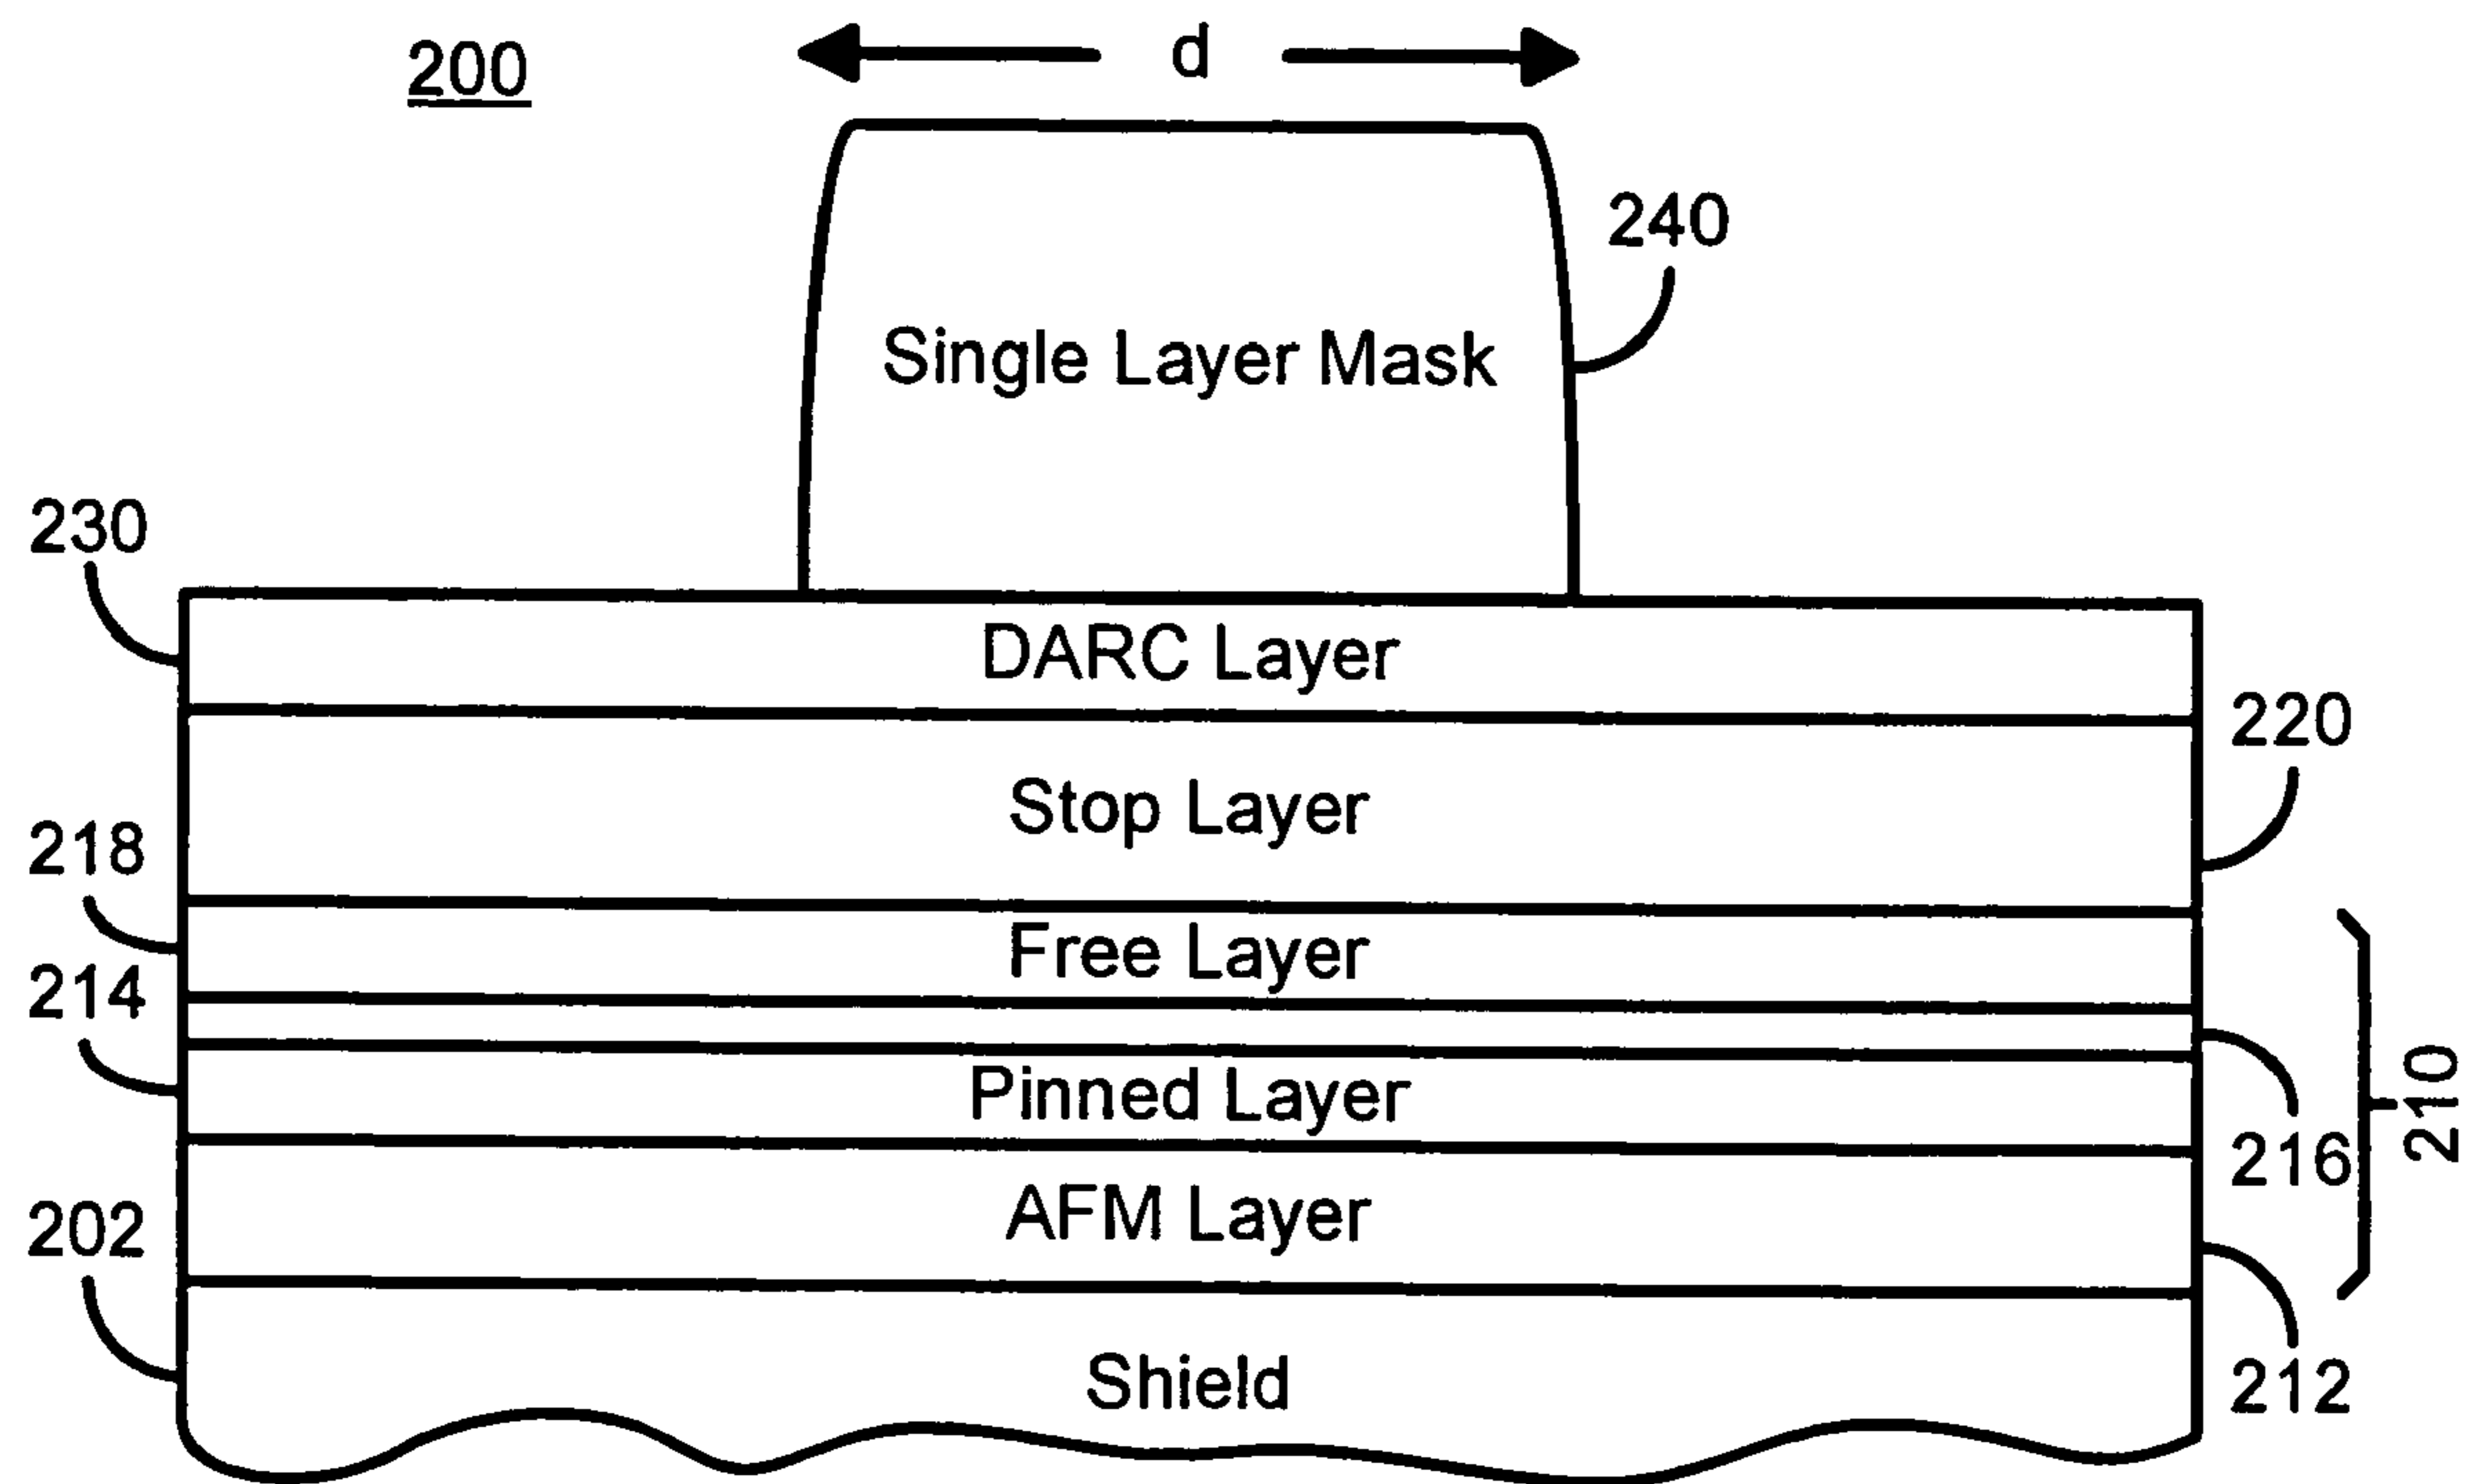 200
d
240
Single Layer Mask
230
DARC Layer
220
Stop Layer
218
Free Layer
214
Pinned Layer
216
210
AFM Layer
202
212
Shield